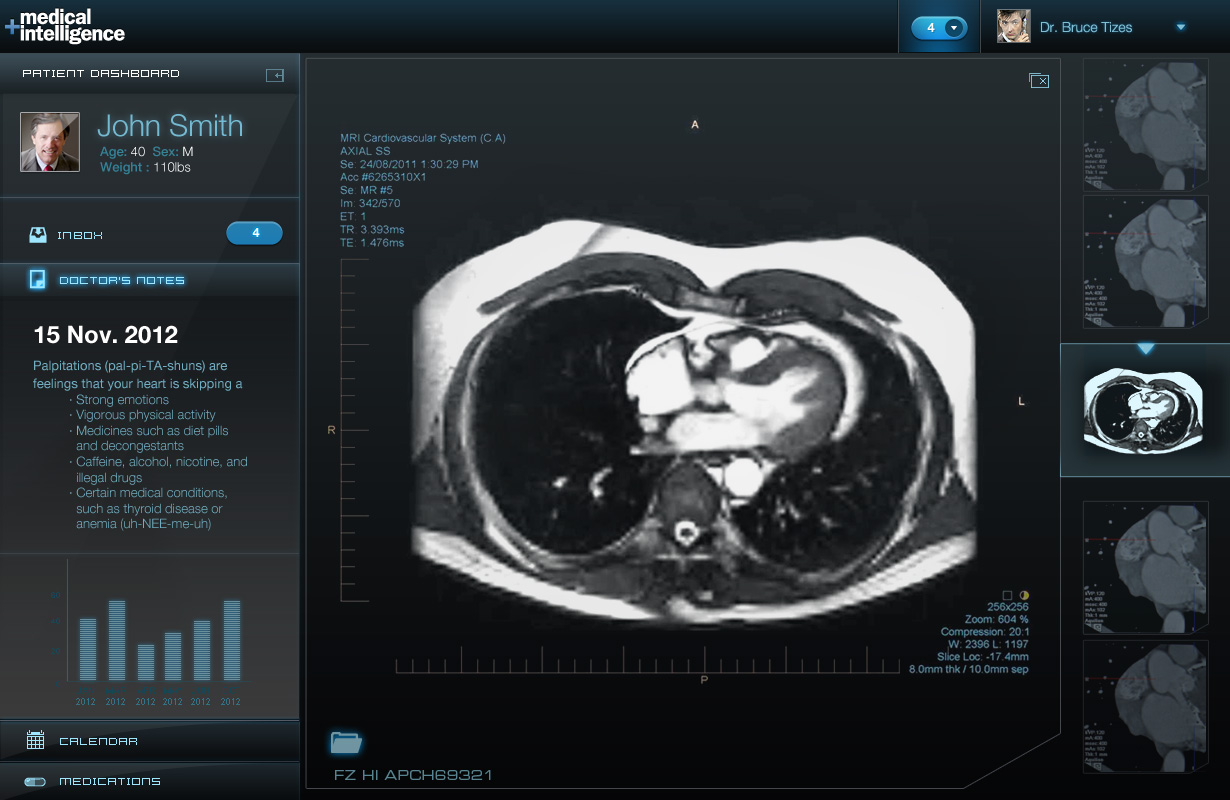 +medical
intelligence
4
Dr. Bruce Tizes
PATIENT DASHBOARD
John Smith
Age: 40 Sex: M
Weight : 110lbs
INBOX
4
DOCTOR'S NOTES
15 Nov. 2012
Palpitations (pal-pi-TA-shuns) are
feelings that your heart is skipping a
· Strong emotions
· Vigorous physical activity
· Medicines such as diet pills
and decongestants
· Caffeine, alcohol, nicotine, and
illegal drugs
· Certain medical conditions,
such as thyroid disease or
anemia (uh-NEE-me-uh)
2012 2012 2012 2012 2012 2012
CALENDAR
MEDICATIONS
MRI Cardiovascular System (C A)
AXIAL SS
Se: 24/08/2011 1:30:29 PM
Acc #6265310X1
Se: MR #5
Im: 342/570
ET: 1
TR: 3.393ms
TE: 1.476ms
A
R
L
P
256x256
Zoom: 604 %
Compression: 20:1
W: 2396 L: 1197
Slice Loc: -17.4mm
8.0mm thk / 10.0mm sep
FZ HI APCH69321